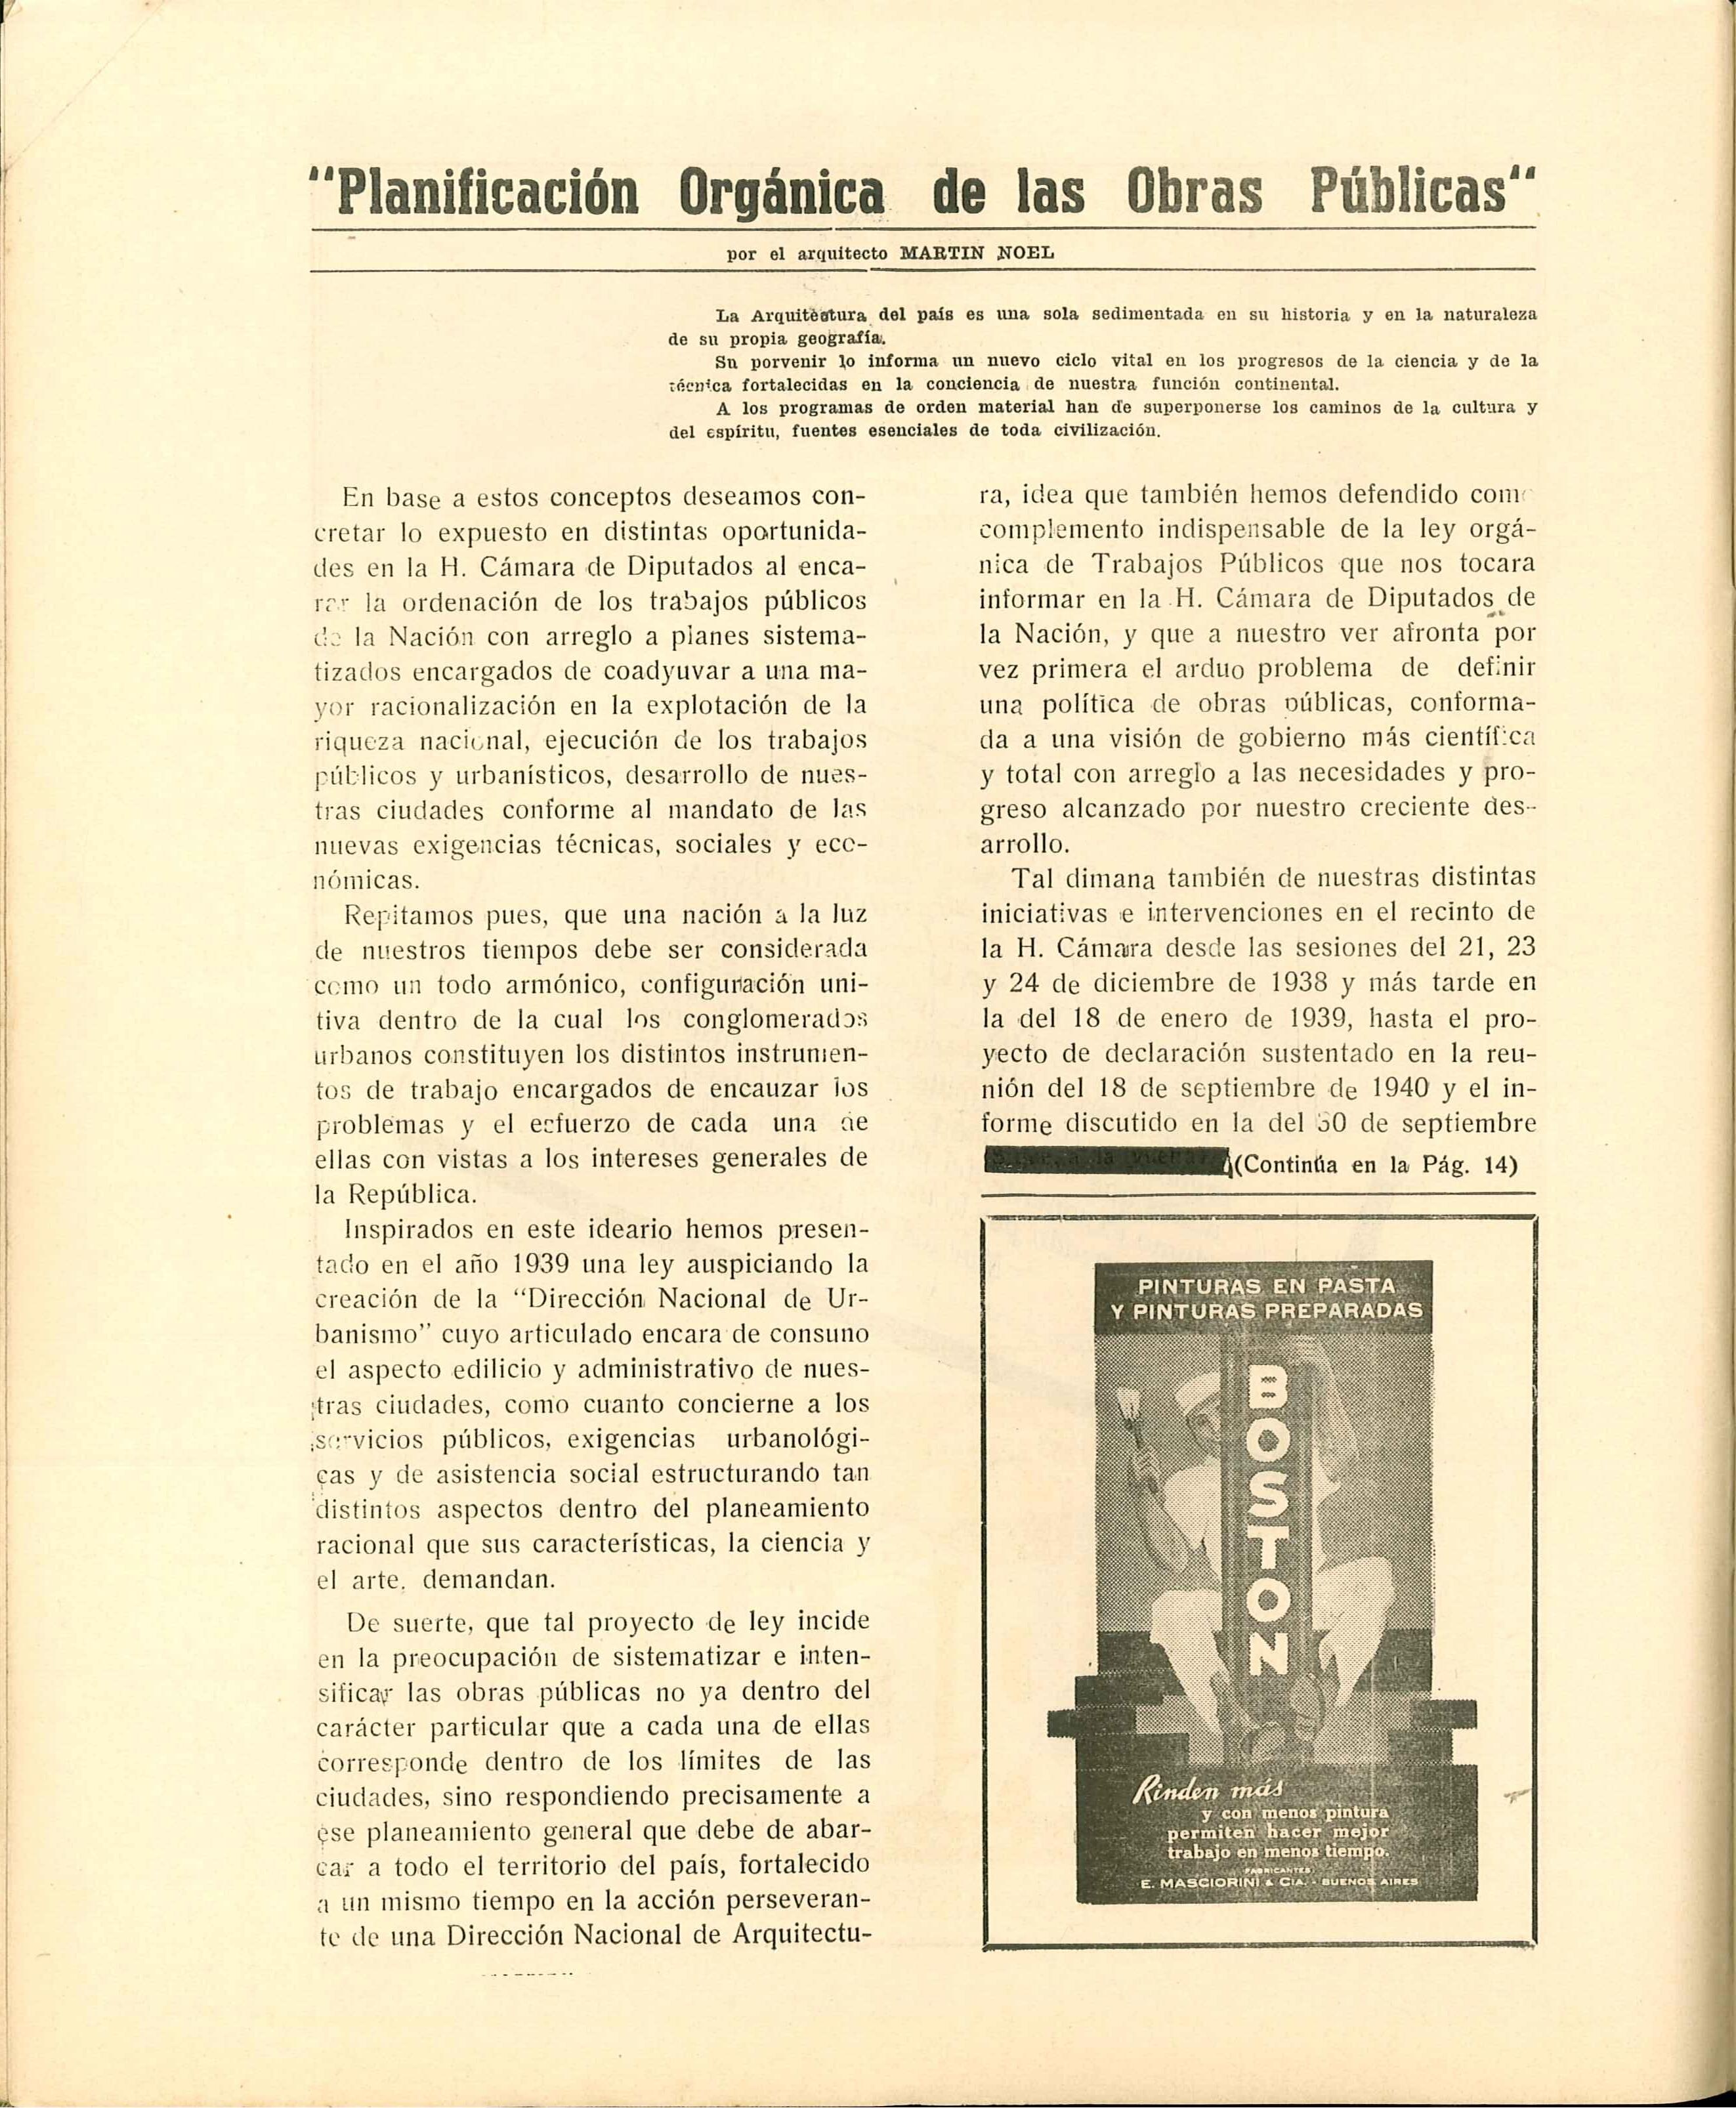 "Planificación Orgánica de las Obras Públicas"
por el arquitecto MARTIN NOEL
La Arquitectura del país es una sola sedimentada en su historia y en la naturaleza
de su propia geografía.
Su porvenir lo informa un nuevo ciclo vital en los progresos de la ciencia y de la
técnica fortalecidas en la conciencia de nuestra función continental.
A los programas de orden material han de superponerse los caminos de la cultura y
del espíritu, fuentes esenciales de toda civilización.
En base a estos conceptos deseamos con-
cretar lo expuesto en distintas oportunida-
des en la H. Cámara de Diputados al enca-
rar la ordenación de los trabajos públicos
de la Nación con arreglo a planes sistema-
tizados encargados de coadyuvar a una ma-
yor racionalización en la explotación de la
riqueza nacional, ejecución de los trabajos
públicos y urbanísticos, desarrollo de nues-
tras ciudades conforme al mandato de las
nuevas exigencias técnicas, sociales y eco-
nómicas.
Repitamos pues, que una nación a la luz
de nuestros tiempos debe ser considerada
como un todo armónico, configuración uni-
tiva dentro de la cual los conglomerados
urbanos constituyen los distintos instrumen-
tos de trabajo encargados de encauzar los
problemas y el esfuerzo de cada una de
ellas con vistas a los intereses generales de
la República.
Inspirados en este ideario hemos presen-
tado en el año 1939 una ley auspiciando la
creación de la "Dirección Nacional de Ur-
banismo" cuyo articulado encara de consuno
el aspecto edilicio y administrativo de nues-
tras ciudades, como cuanto concierne a los
servicios públicos, exigencias urbanológi-
cas y de asistencia social estructurando tan
distintos aspectos dentro del planeamiento
racional que sus características, la ciencia y
el arte, demandan.
De suerte, que tal proyecto de ley incide
en la preocupación de sistematizar e inten-
sificar las obras públicas no ya dentro del
carácter particular que a cada una de ellas
corresponde dentro de los límites de las
ciudades, sino respondiendo precisamente a
ese planeamiento general que debe de abar-
car a todo el territorio del país, fortalecido
a un mismo tiempo en la acción perseveran-
te de una Dirección Nacional de Arquitectu-
ra, idea que también hemos defendido como
complemento indispensable de la ley orgá-
nica de Trabajos Públicos que nos tocara
informar en la H. Cámara de Diputados de
la Nación, y que a nuestro ver afronta por
vez primera el arduo problema de definir
una política de obras públicas, conforma-
da a una visión de gobierno más científica
y total con arreglo a las necesidades y pro-
greso alcanzado por nuestro creciente des-
arrollo.
Tal dimana también de nuestras distintas
iniciativas e intervenciones en el recinto de
la H. Cámara desde las sesiones del 21, 23
y 24 de diciembre de 1938 y más tarde en
la del 18 de enero de 1939, hasta el pro-
yecto de declaración sustentado en la reu-
nión del 18 de septiembre de 1940 y el in-
forme discutido en la del 30 de septiembre
(Continúa en la Pág. 14)
PINTURAS EN PASTA
Y PINTURAS PREPARADAS
BOSTON
Rinden más
y con menos pintura
permiten hacer mejor
trabajo en menos tiempo.
FABRICANTES
E. MASCIORINI & CIA. - BUENOS AIRES